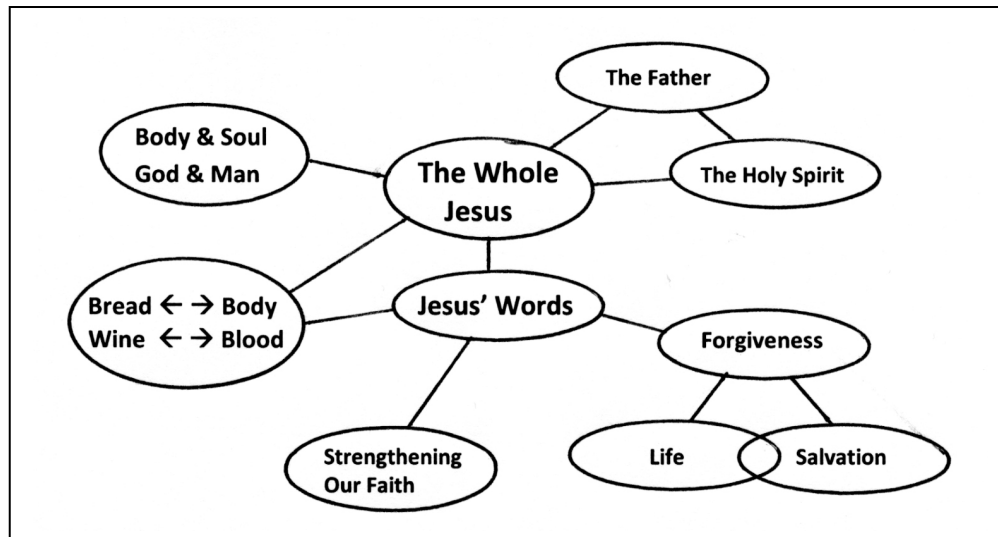 The Father
Body & Soul
God & Man
The Whole
Jesus
The Holy Spirit
Bread ← → Body
Wine ← → Blood
Jesus’ Words
Forgiveness
Strengthening
Our Faith
Life
Salvation